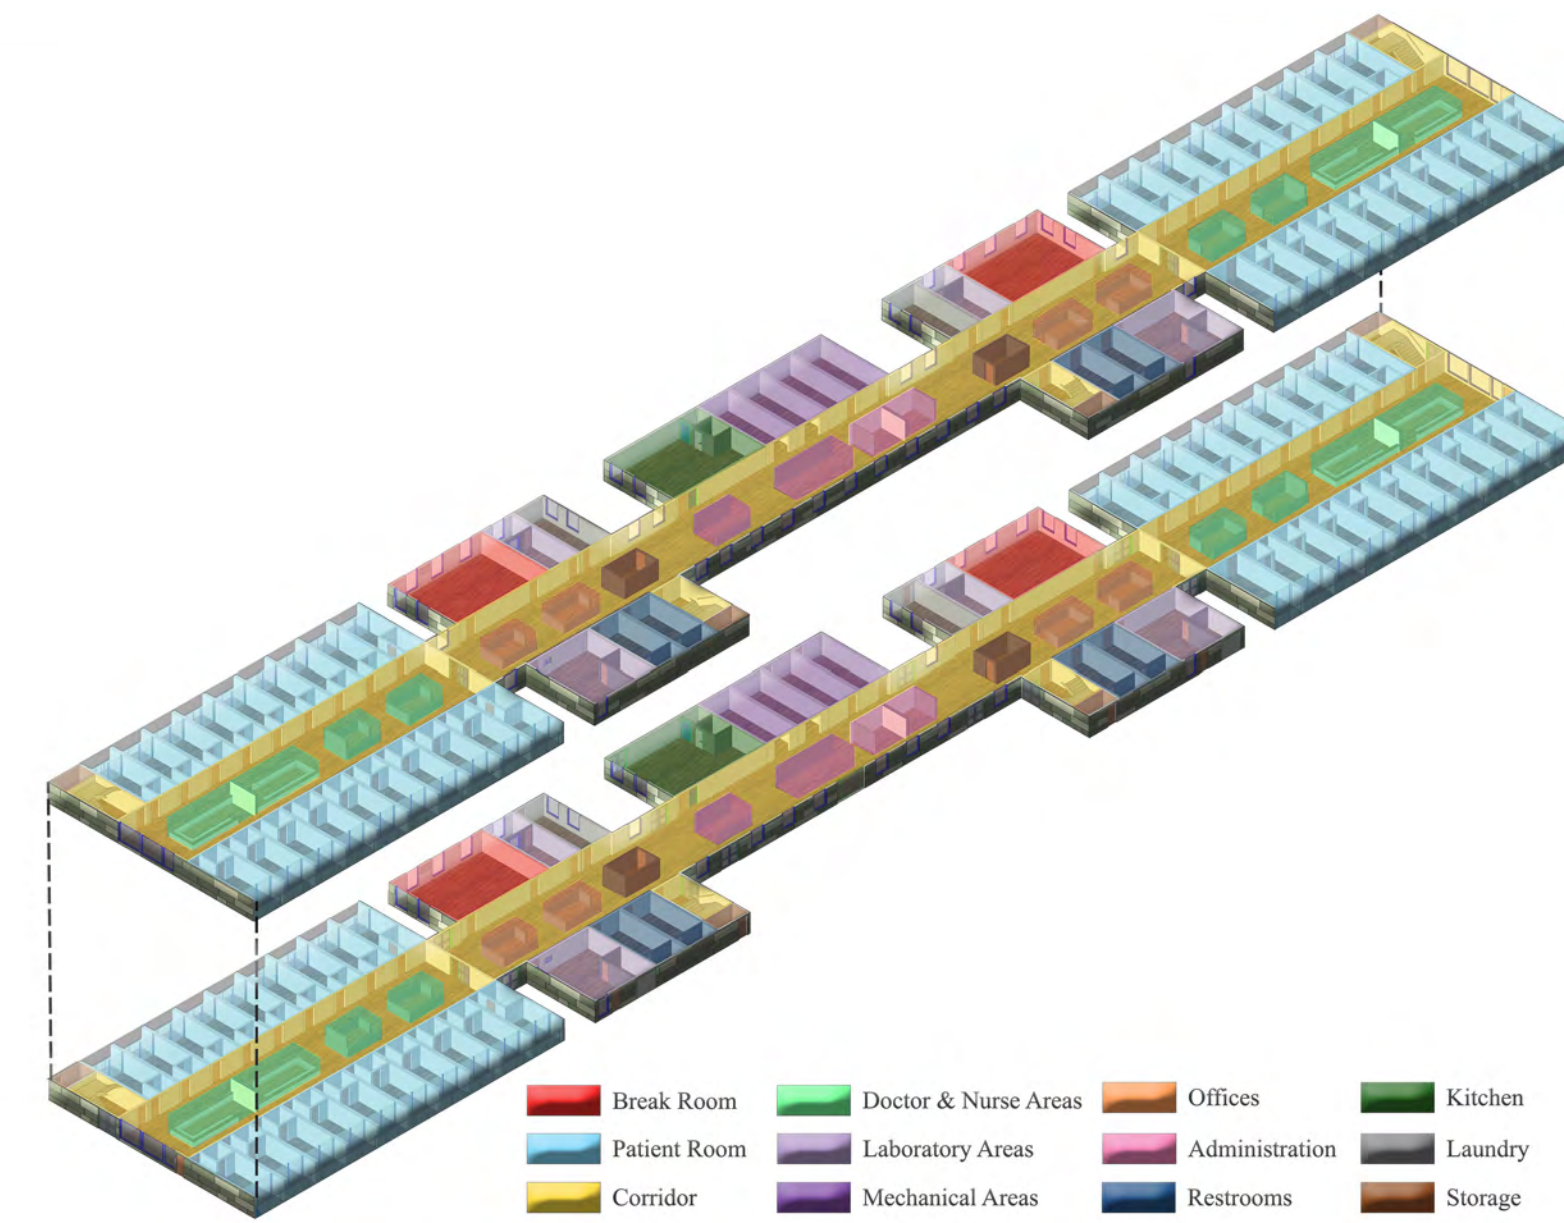 Break Room Doctor & Nurse Areas Offices Kitchen
Patient Room Laboratory Areas Administration Laundry
Corridor Mechanical Areas Restrooms Storage